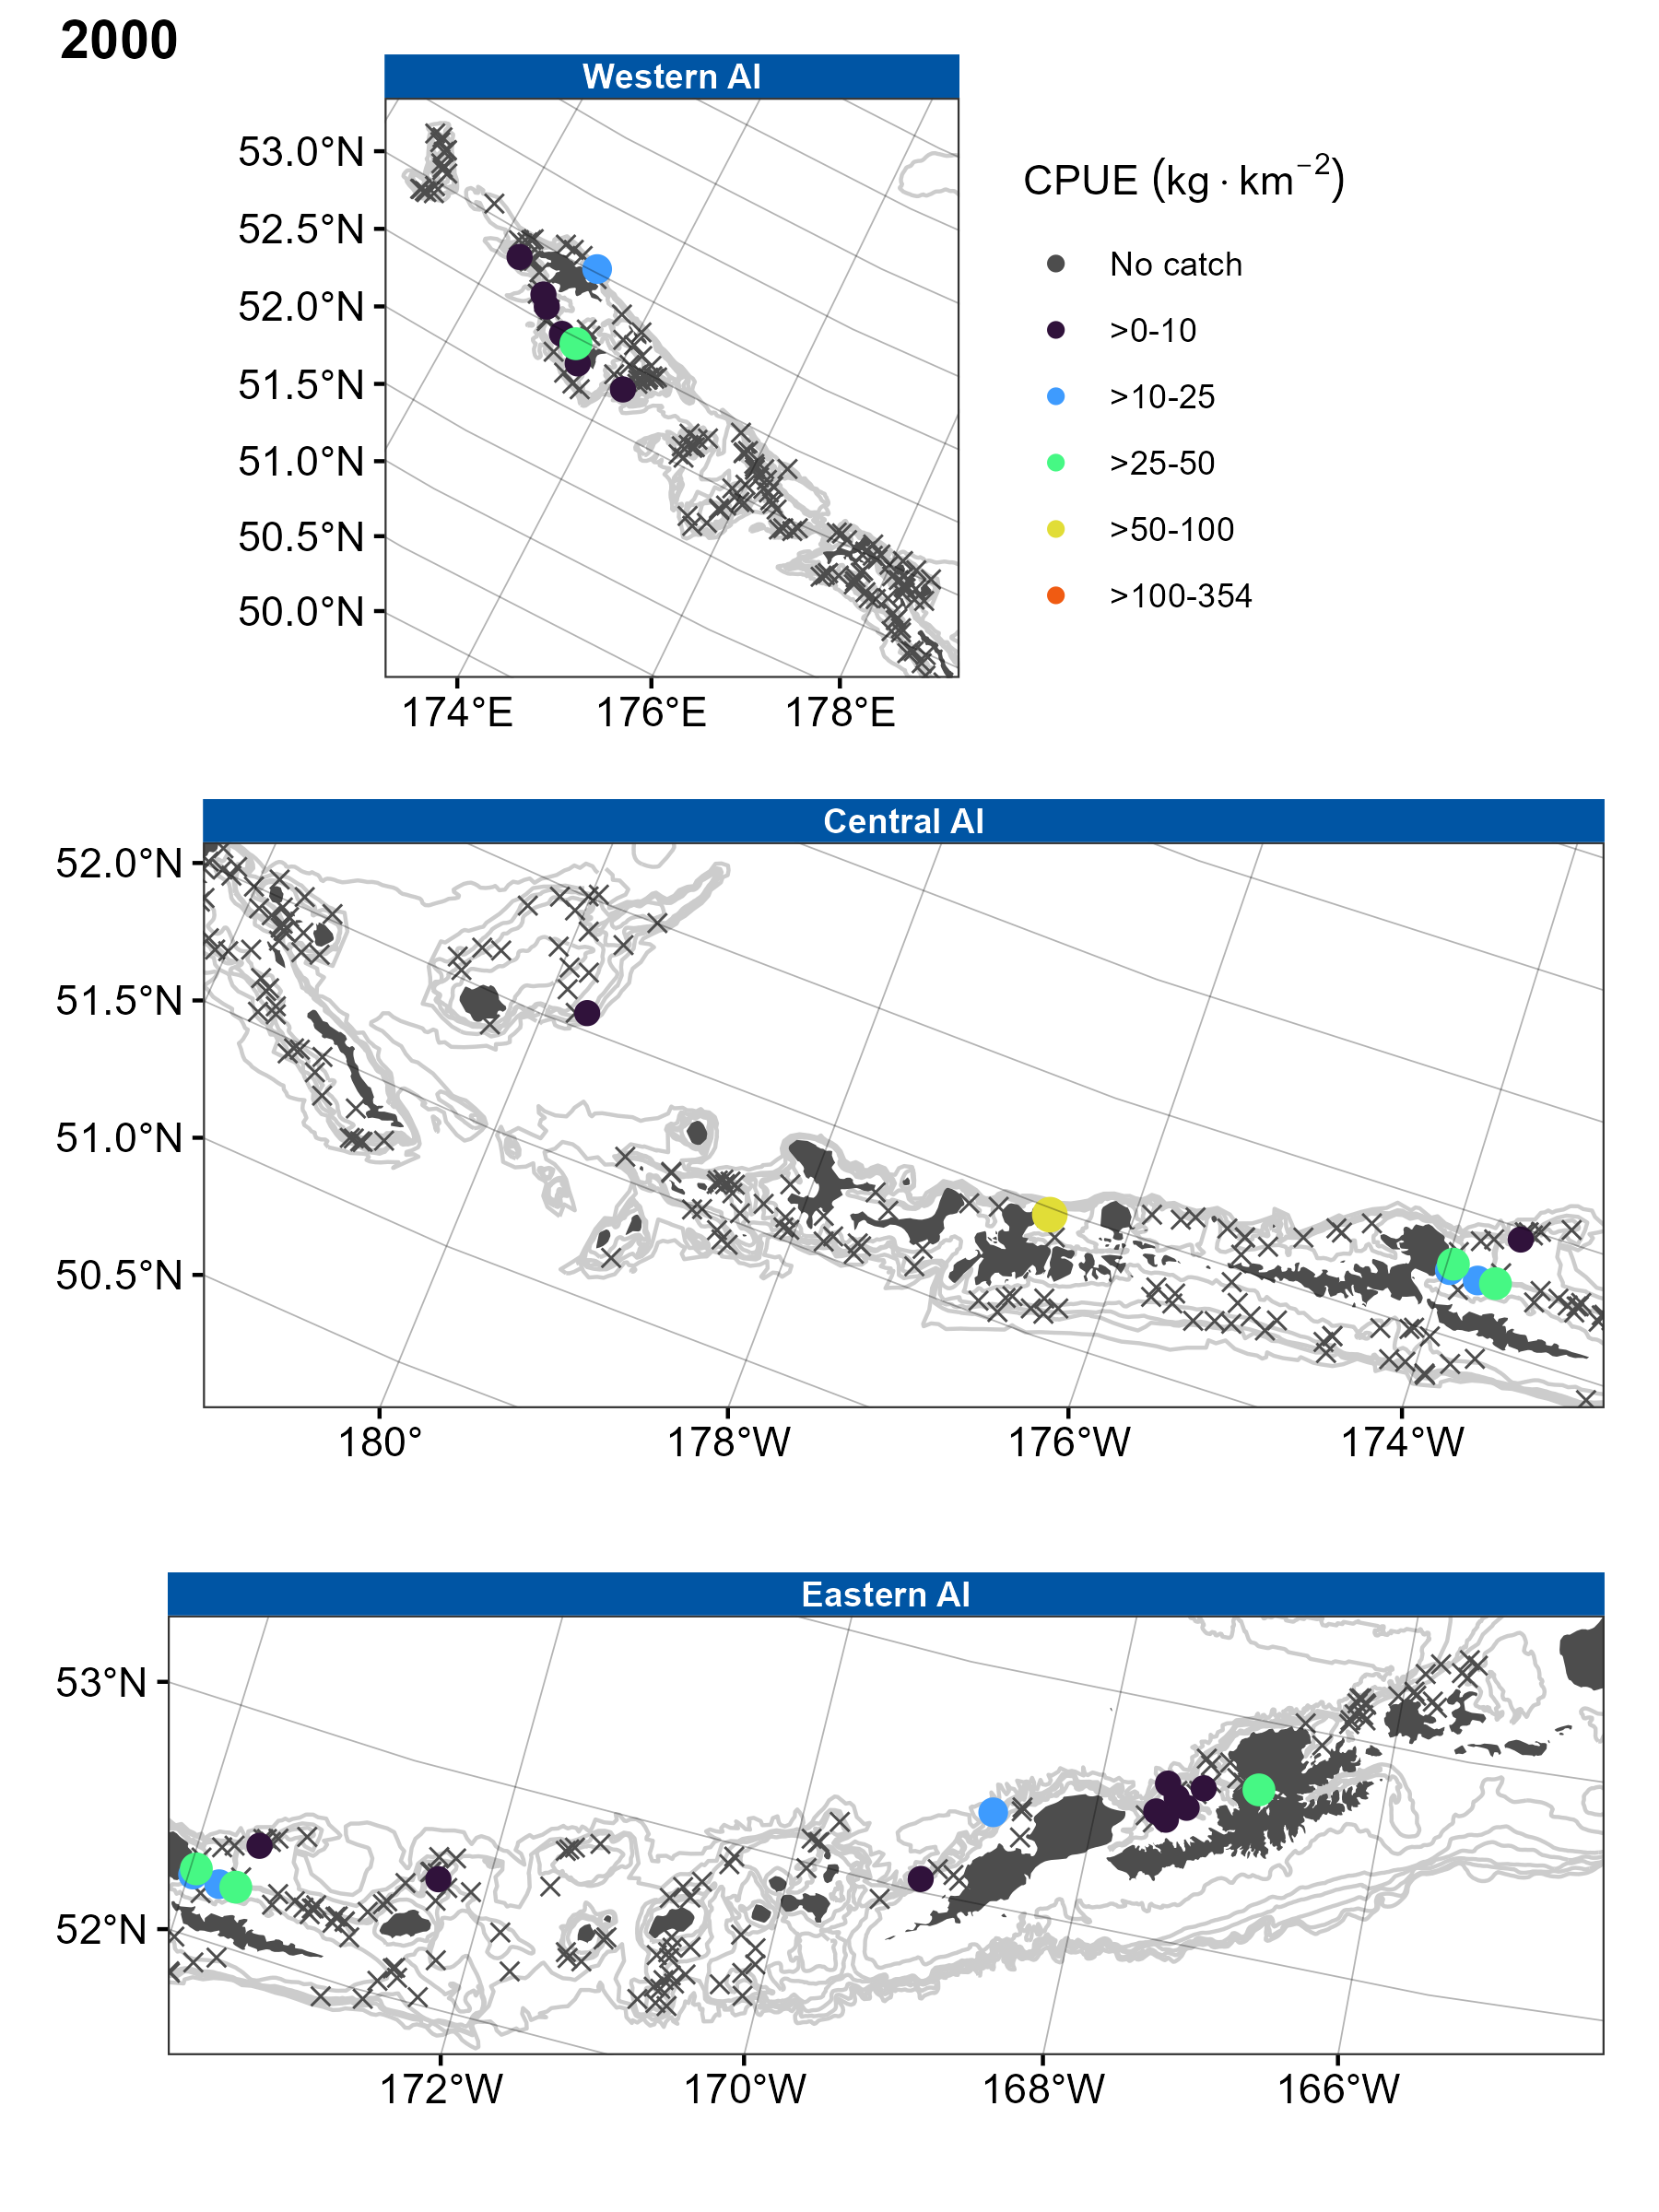 2000
Western AI
53.0°N
52.5°N
52.0°N
51.5°N
51.0°N
50.5°N
50.0°N
174°E 176°E 178°E
CPUE (kg · km⁻²)
No catch
>0-10
>10-25
>25-50
>50-100
>100-354
Central AI
52.0°N
51.5°N
51.0°N
50.5°N
180° 178°W 176°W 174°W
Eastern AI
53°N
52°N
172°W 170°W 168°W 166°W